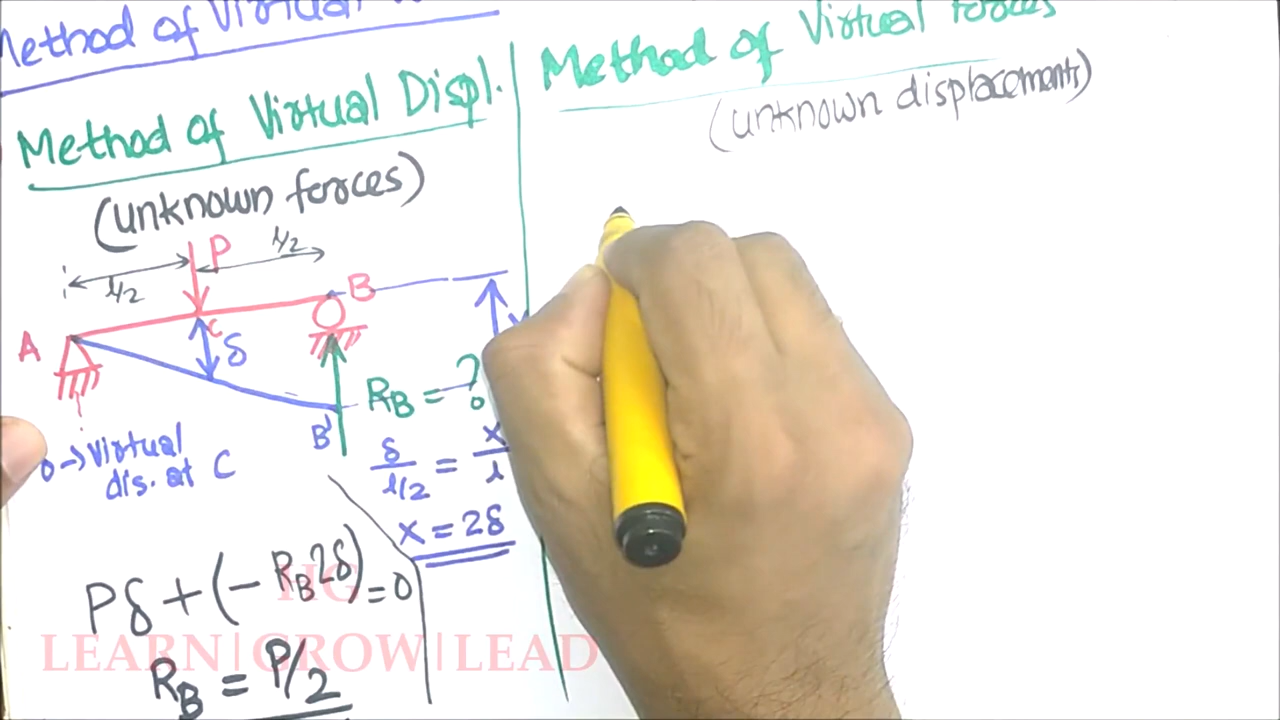 Method of Virtual
Method of Virtual Displ.
(unknown forces)
l/2
P
l/2
A
C
δ
B
R_B = ?
B'
δ/(l/2) = x/l
x = 2δ
δ → Virtual
dis. at C
Pδ + (- R_B 2δ) = 0
R_B = P/2
HG
LEARN|GROW|LEAD
Method of Virtual forces
(unknown displacements)